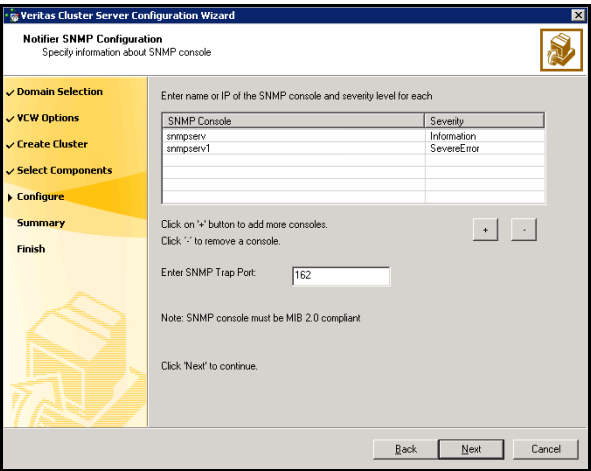 Veritas Cluster Server Configuration Wizard
Notifier SNMP Configuration
Specify information about SNMP console
Domain Selection
VCW Options
Create Cluster
Select Components
Configure
Summary
Finish
Enter name or IP of the SNMP console and severity level for each
SNMP Console Severity
snmpserv Information
snmpserv1 SevereError
Click on '+' button to add more consoles.
Click '-' to remove a console.
+ -
Enter SNMP Trap Port: 162
Note: SNMP console must be MIB 2.0 compliant
Click 'Next' to continue.
Back Next Cancel